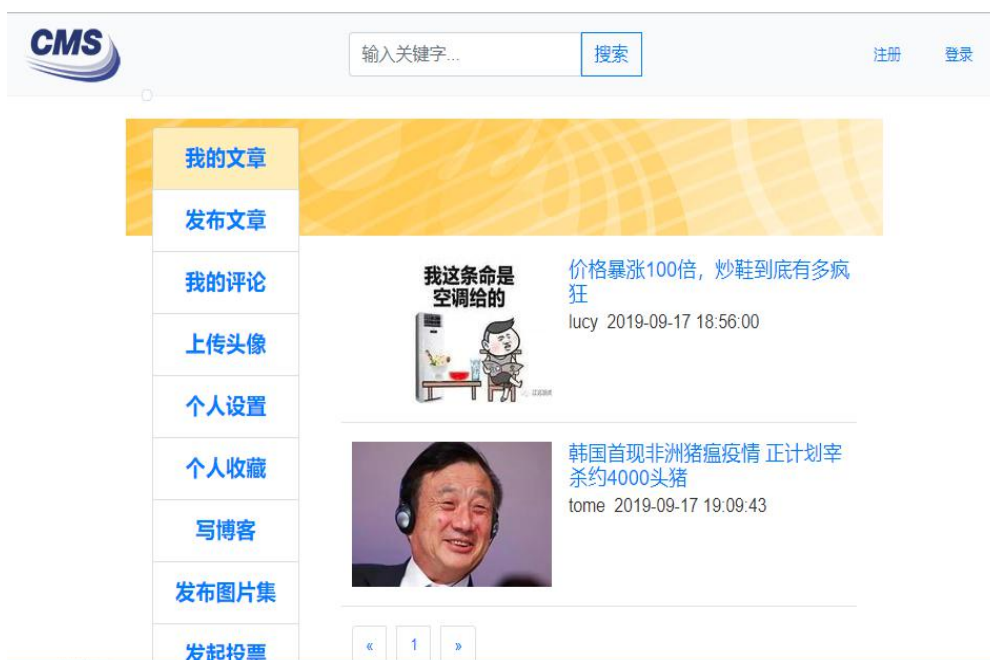 CMS
输入关键字...
搜索
注册
登录
我的文章
发布文章
我的评论
上传头像
个人设置
个人收藏
写博客
发布图片集
发起投票
我这条命是
空调给的
价格暴涨100倍，炒鞋到底有多疯
狂
lucy 2019-09-17 18:56:00
韩国首现非洲猪瘟疫情 正计划宰
杀约4000头猪
tome 2019-09-17 19:09:43
« 1 »